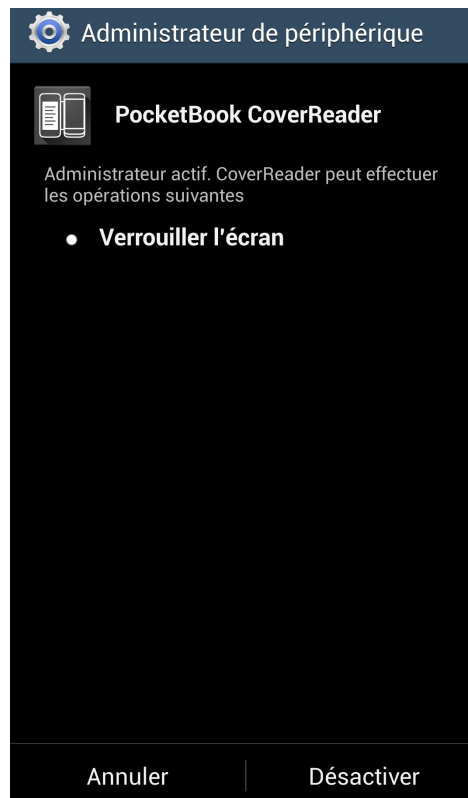 Administrateur de périphérique
PocketBook CoverReader
Administrateur actif. CoverReader peut effectuer
les opérations suivantes
Verrouiller l'écran
Annuler
Désactiver